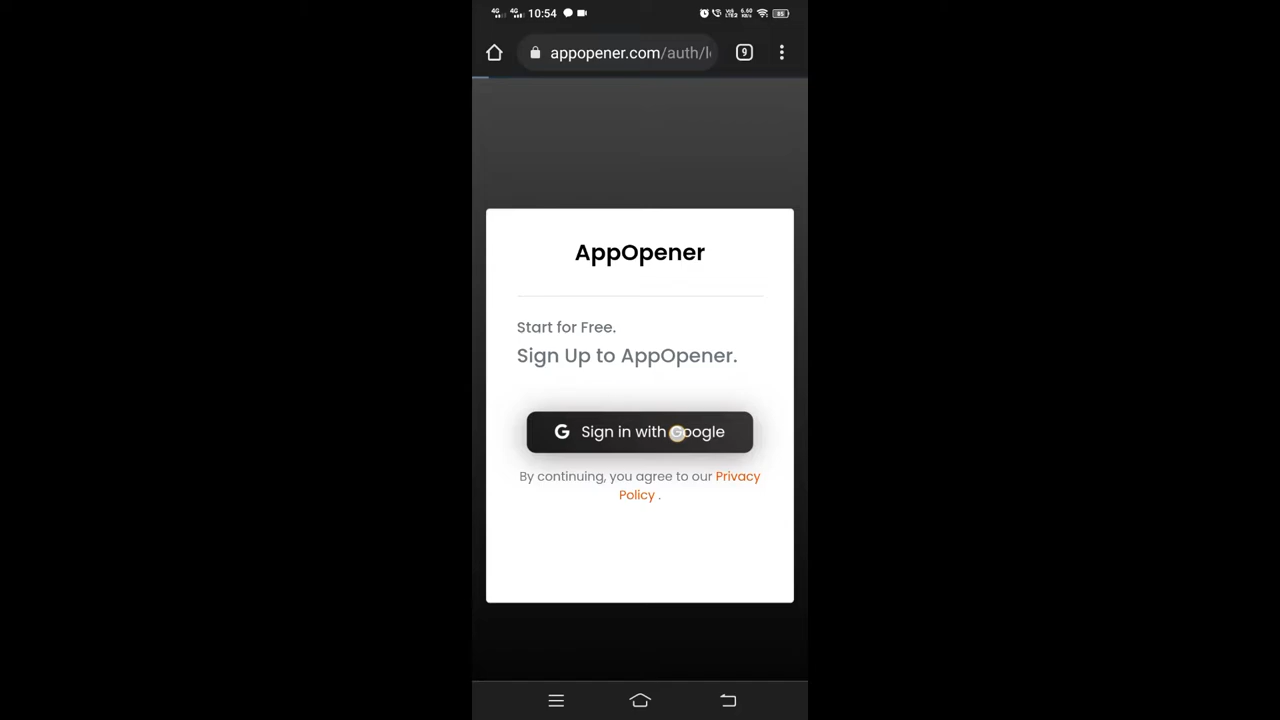 10:54
85
appopener.com/auth/l
9
AppOpener
Start for Free.
Sign Up to AppOpener.
G Sign in with Google
By continuing, you agree to our Privacy
Policy .